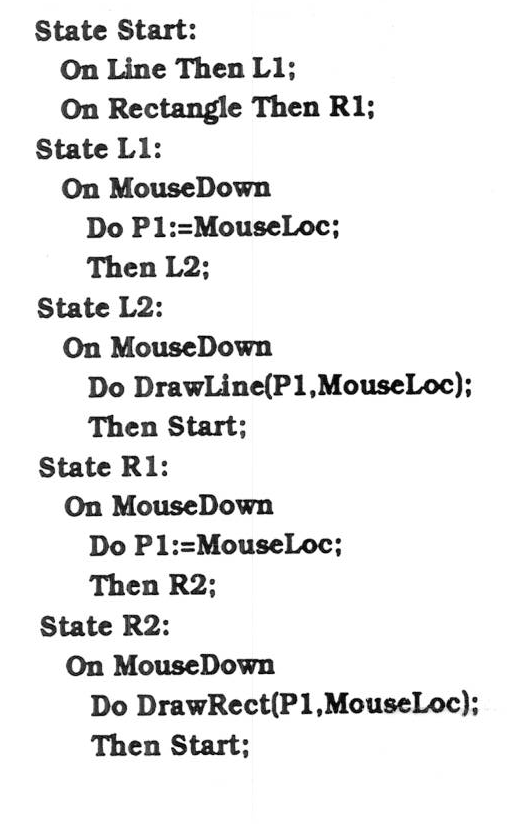 State Start:
On Line Then L1;
On Rectangle Then R1;
State L1:
On MouseDown
Do P1:=MouseLoc;
Then L2;
State L2:
On MouseDown
Do DrawLine(P1,MouseLoc);
Then Start;
State R1:
On MouseDown
Do P1:=MouseLoc;
Then R2;
State R2:
On MouseDown
Do DrawRect(P1,MouseLoc);
Then Start;